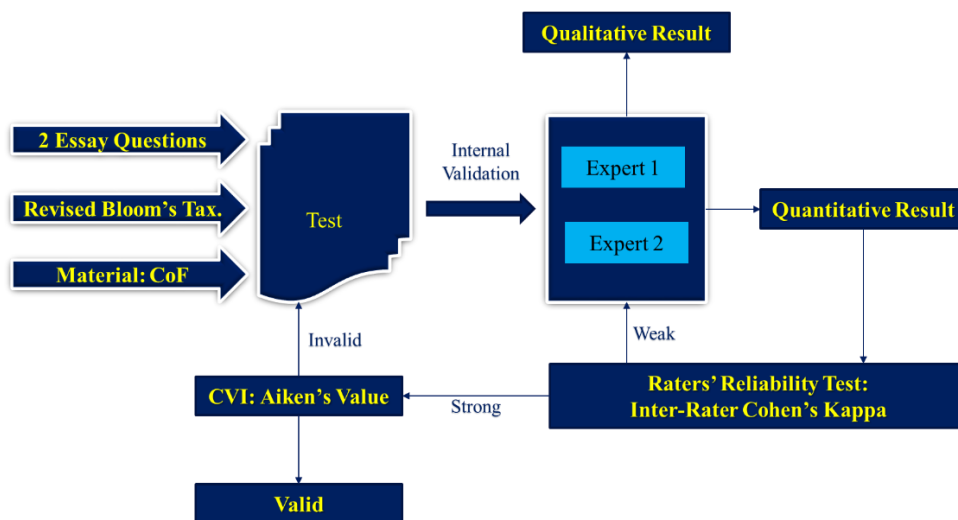 Qualitative Result
2 Essay Questions
Revised Bloom's Tax.
Material: CoF
Test
Internal
Validation
Expert 1
Expert 2
Quantitative Result
Invalid
Weak
CVI: Aiken's Value
Strong
Raters' Reliability Test:
Inter-Rater Cohen's Kappa
Valid